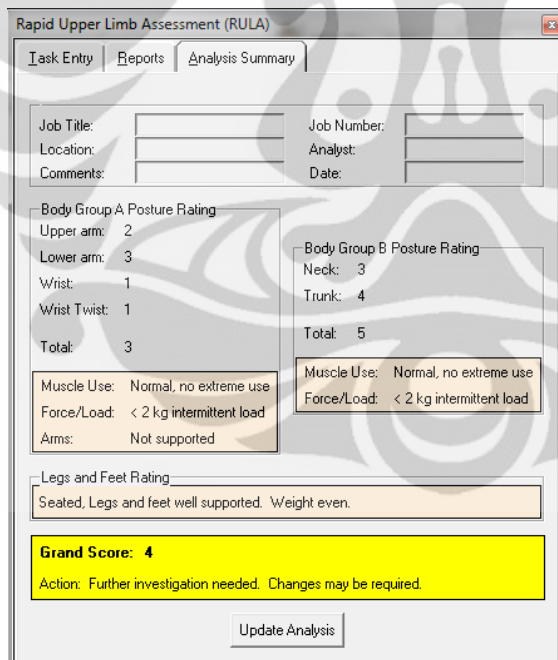 Rapid Upper Limb Assessment (RULA)
Task Entry Reports Analysis Summary
Job Title: Job Number:
Location: Analyst:
Comments: Date:
Body Group A Posture Rating
Upper arm: 2
Lower arm: 3
Wrist: 1
Wrist Twist: 1
Total: 3
Muscle Use: Normal, no extreme use
Force/Load: < 2 kg intermittent load
Arms: Not supported
Body Group B Posture Rating
Neck: 3
Trunk: 4
Total: 5
Muscle Use: Normal, no extreme use
Force/Load: < 2 kg intermittent load
Legs and Feet Rating
Seated, Legs and feet well supported. Weight even.
Grand Score: 4
Action: Further investigation needed. Changes may be required.
Update Analysis